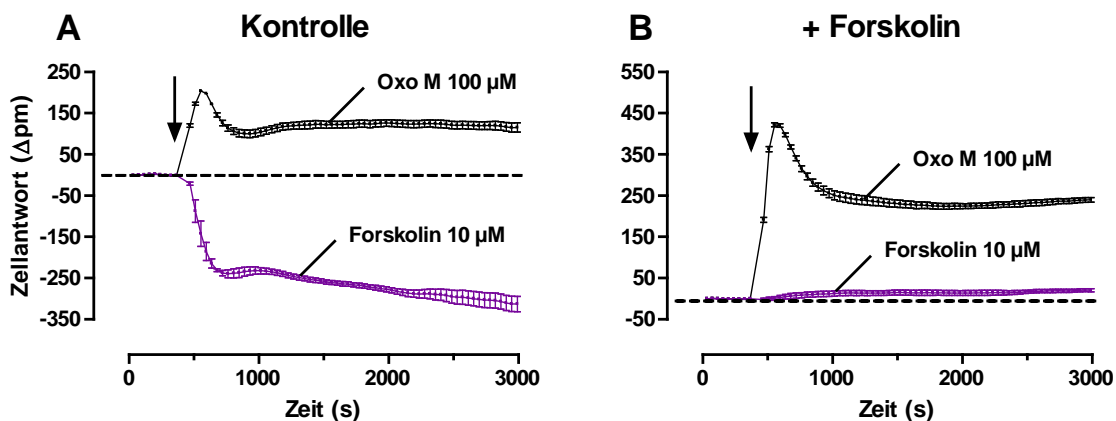 A Kontrolle
250
150
50
-50
-150
-250
-350
Zellantwort (Δpm)
Oxo M 100 µM
Forskolin 10 µM
0 1000 2000 3000
Zeit (s)
B + Forskolin
550
450
350
250
150
50
-50
Oxo M 100 µM
Forskolin 10 µM
0 1000 2000 3000
Zeit (s)